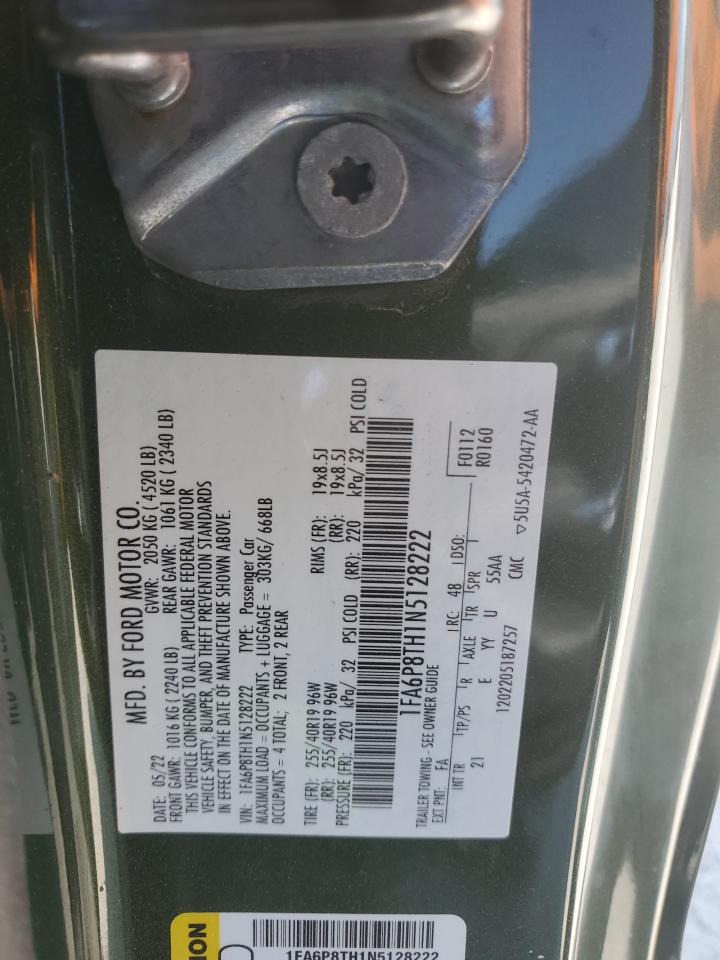 MFD. BY FORD MOTOR CO.
DATE: 05/22 GVWR: 2050 KG ( 4520 LB)
FRONT GAWR: 1016 KG (2240 LB) REAR GAWR: 1061 KG ( 2340 LB)
THIS VEHICLE CONFORMS TO ALL APPLICABLE FEDERAL MOTOR
VEHICLE SAFETY, BUMPER, AND THEFT PREVENTION STANDARDS
IN EFFECT ON THE DATE OF MANUFACTURE SHOWN ABOVE.
VIN: 1FA6P8TH1N5128222 TYPE: Passenger Car
MAXIMUM LOAD = OCCUPANTS + LUGGAGE = 303KG/ 668LB
OCCUPANTS = 4 TOTAL; 2 FRONT, 2 REAR
TIRE (FR): 255/40R19 96W RIMS (FR): 19x8.5J
(RR): 255/40R19 96W (RR): 19x8.5J
PRESSURE (FR): 220 kPa/ 32 PSI COLD (RR): 220 kPa/ 32 PSI COLD
1FA6P8TH1N5128222
TRAILER TOWING - SEE OWNER GUIDE
EXT PNT: FA RC: 48 DSO: F0112
R0160
INT TR TP/PS R AXLE TR SPR
21 E YY U 55AA
1202205187257 CMC ▽5U5A-5420472-AA
ION
1FA6P8TH1N5128222